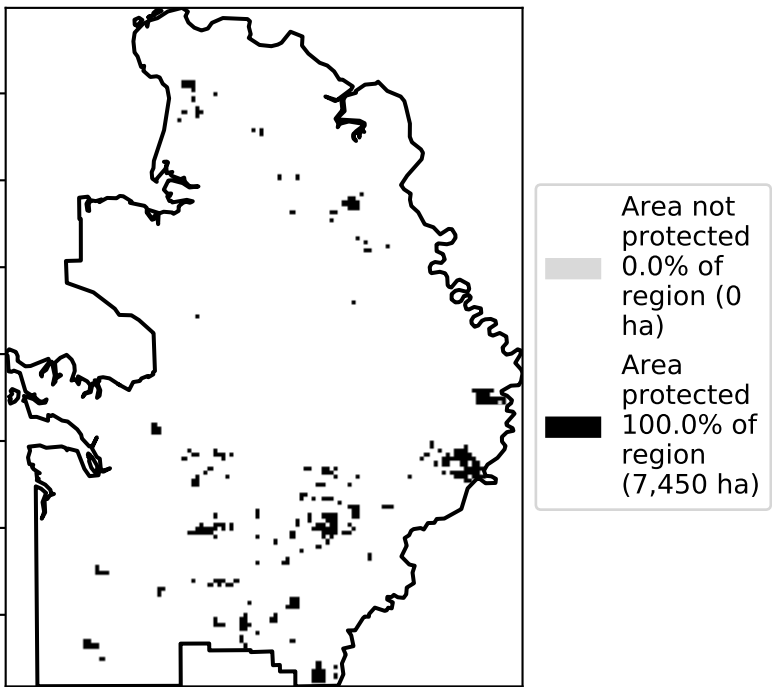 Area not
protected
0.0% of
region (0
ha)
Area
protected
100.0% of
region
(7,450 ha)